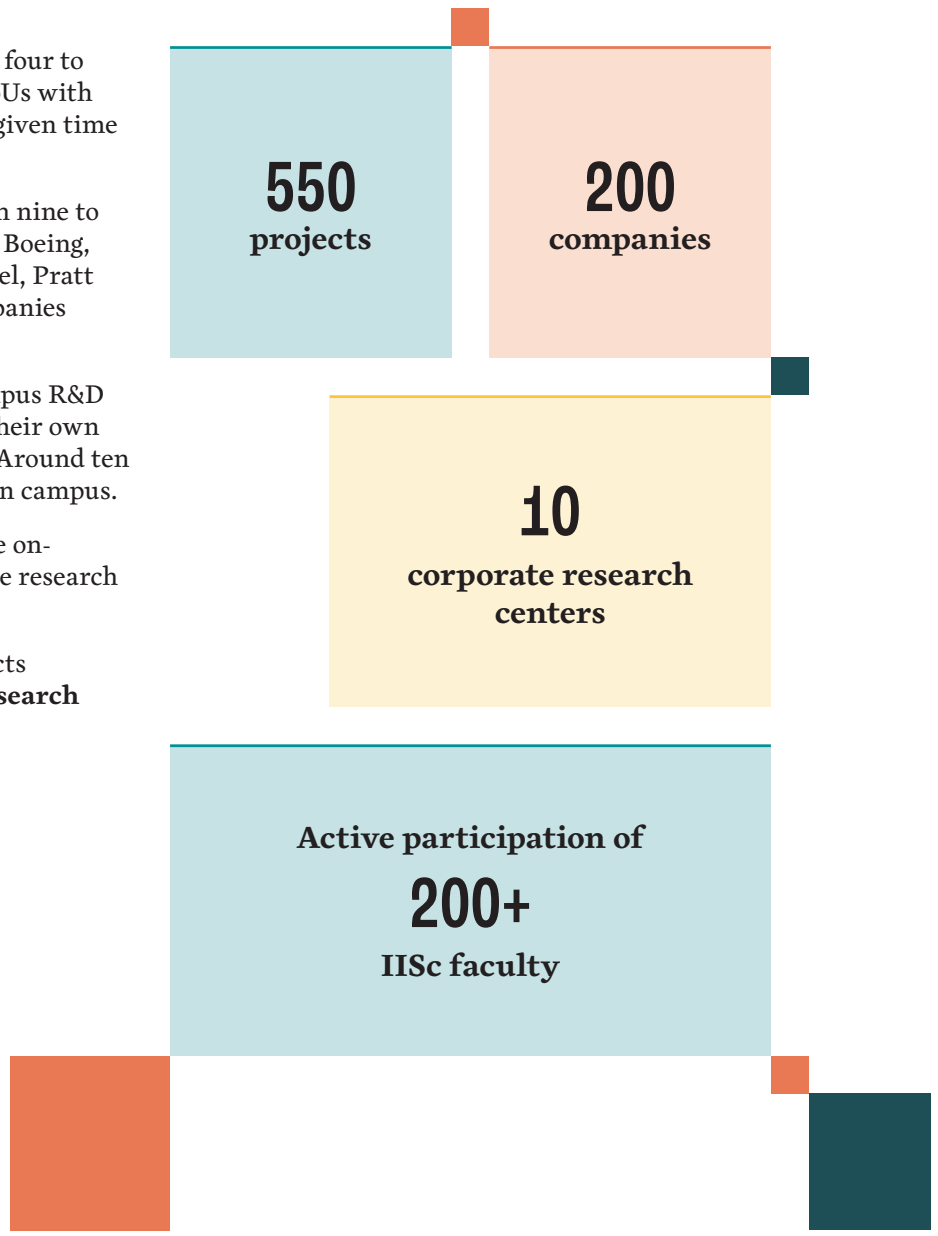 four to
Us with
given time
nine to
Boeing,
el, Pratt
panies
pus R&D
heir own
Around ten
n campus.
e on-
e research
cts
search
550
projects
200
companies
10
corporate research
centers
Active participation of
200+
IISc faculty